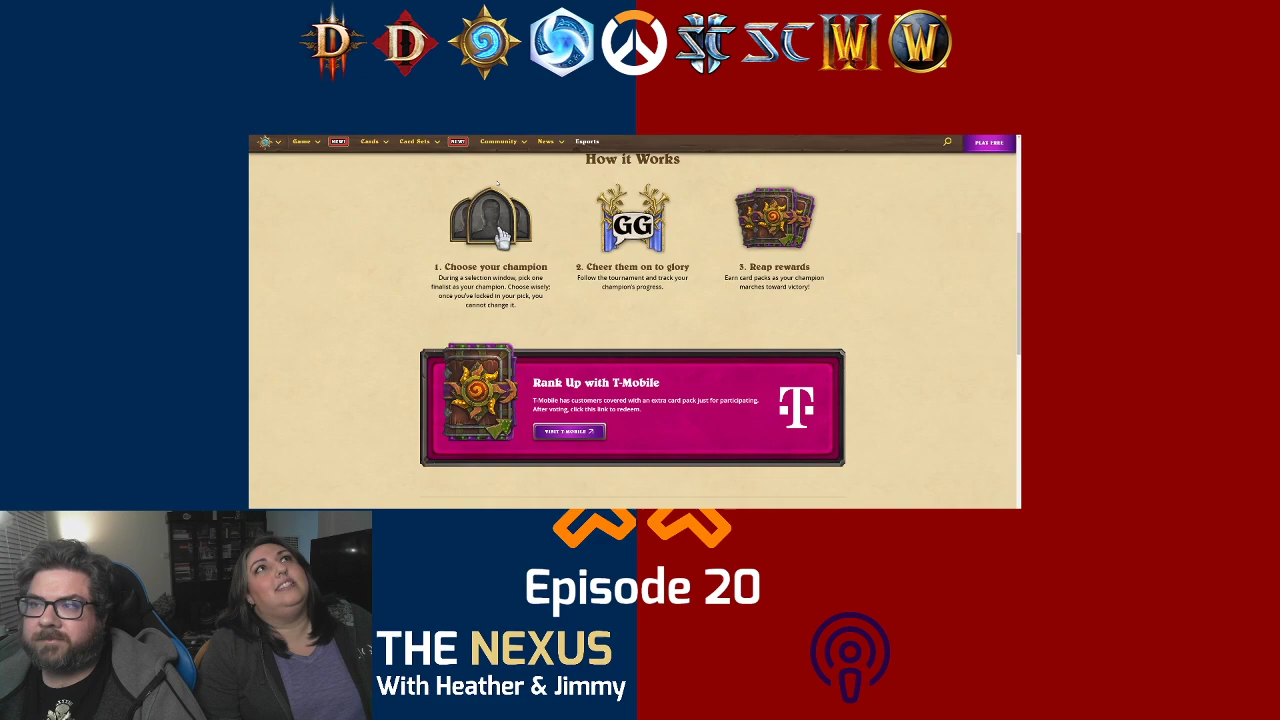 D D SC W W
Game NEW! Cards Card Sets NEW! Community News Esports PLAY FREE
How it Works
GG
1. Choose your champion
During a selection window, pick one
finalist as your champion. Choose wisely:
once you've locked in your pick, you
cannot change it.
2. Cheer them on to glory
Follow the tournament and track your
champion's progress.
3. Reap rewards
Earn card packs as your champion
marches toward victory!
Rank Up with T-Mobile
T-Mobile has customers covered with an extra card pack just for participating.
After voting, click this link to redeem.
VISIT T-MOBILE
T
Episode 20
THE NEXUS
With Heather & Jimmy